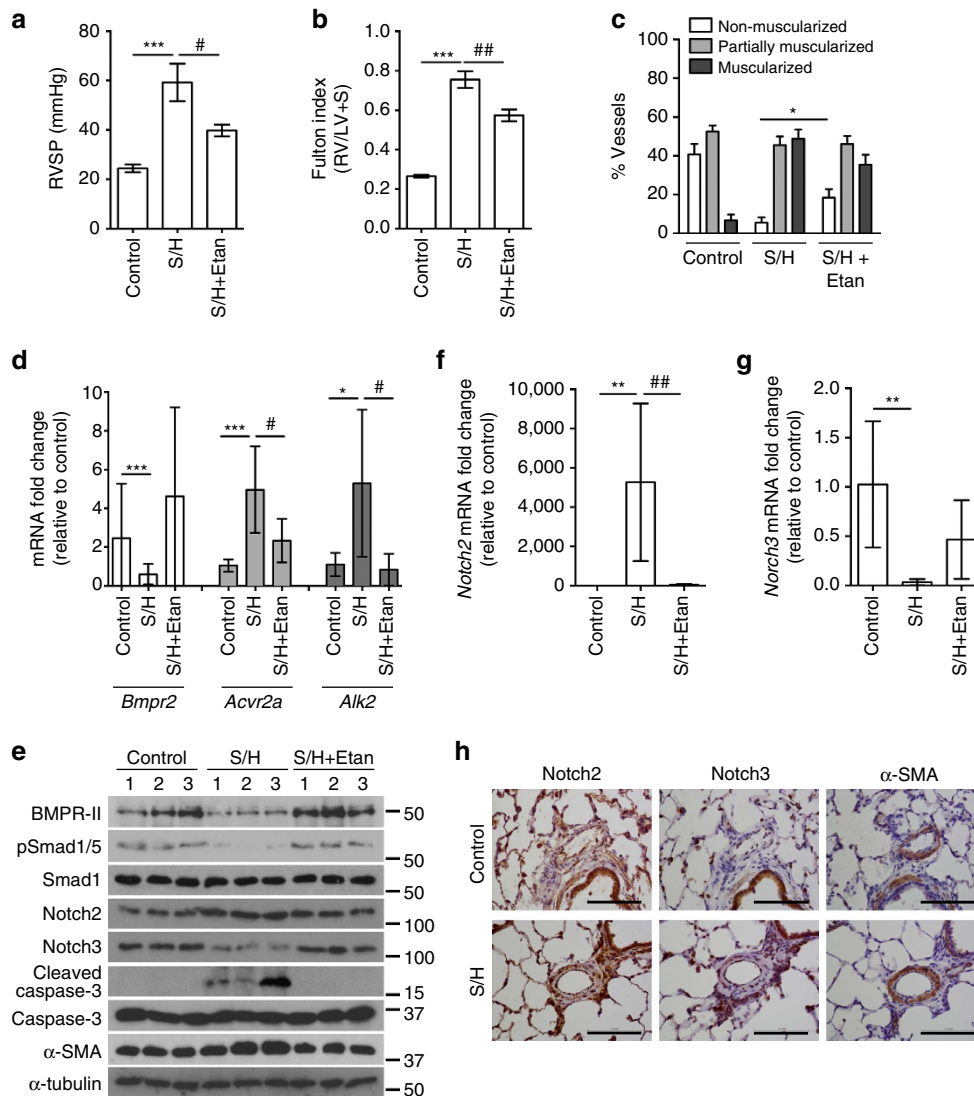 a
RVSP (mmHg)
80
60
40
20
0
*** #
Control
S/H
S/H+Etan
b
Fulton index
(RV/LV+S)
1.0
0.8
0.6
0.4
0.2
0.0
*** ##
Control
S/H
S/H+Etan
c
Non-muscularized
Partially muscularized
Muscularized
% Vessels
100
80
60
40
20
0
*
Control
S/H
S/H +
Etan
d
mRNA fold change
(relative to control)
10
8
6
4
2
0
***
*** #
* #
Control
S/H
S/H+Etan
Control
S/H
S/H+Etan
Control
S/H
S/H+Etan
Bmpr2
Acvr2a
Alk2
f
Notch2 mRNA fold change
(relative to control)
10,000
8,000
6,000
4,000
2,000
0
** ##
Control
S/H
S/H+Etan
g
Norch3 mRNA fold change
(relative to control)
2.0
1.5
1.0
0.5
0.0
**
Control
S/H
S/H+Etan
e
Control S/H S/H+Etan
1 2 3 1 2 3 1 2 3
BMPR-II 50
pSmad1/5 50
Smad1 50
Notch2 100
Notch3 100
Cleaved
caspase-3 15
Caspase-3 37
α-SMA 37
α-tubulin 50
h
Notch2 Notch3 α-SMA
Control
S/H